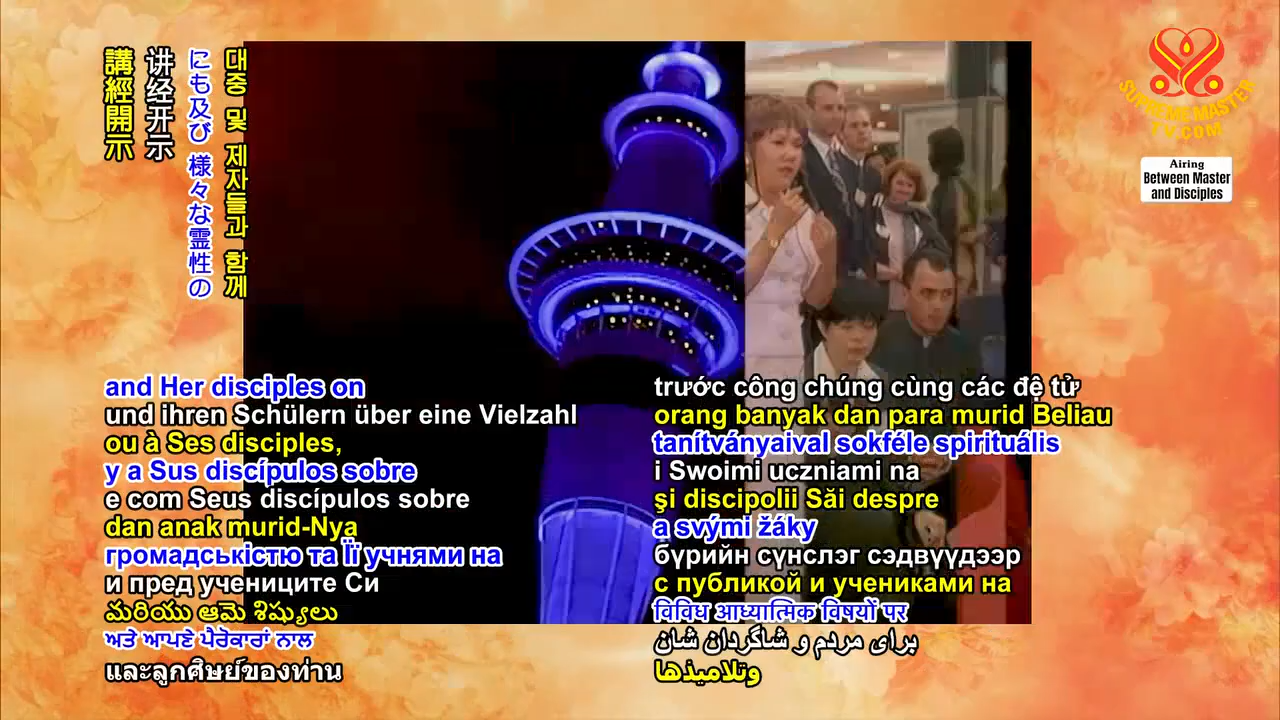 講經開示
讲经开示
にも及び 様々な霊性の
대중 및 제자들과 함께
SUPREME MASTER
TV.COM
Airing
Between Master
and Disciples
and Her disciples on
und ihren Schülern über eine Vielzahl
ou à Ses disciples,
y a Sus discípulos sobre
e com Seus discípulos sobre
dan anak murid-Nya
громадськістю та Її учнями на
и пред учениците Си
మరియు ఆమె శిష్యులు
ਅਤੇ ਆਪਣੇ ਪੈਰੋਕਾਰਾਂ ਨਾਲ
และลูกศิษย์ของท่าน
trước công chúng cùng các đệ tử
orang banyak dan para murid Beliau
tanítványaival sokféle spirituális
i Swoimi uczniami na
şi discipolii Săi despre
a svými žáky
бүрийн сүнслэг сэдвүүдээр
с публикой и учениками на
विविध आध्यात्मिक विषयों पर
برای مردم و شاگردان شان
وتلاميذها